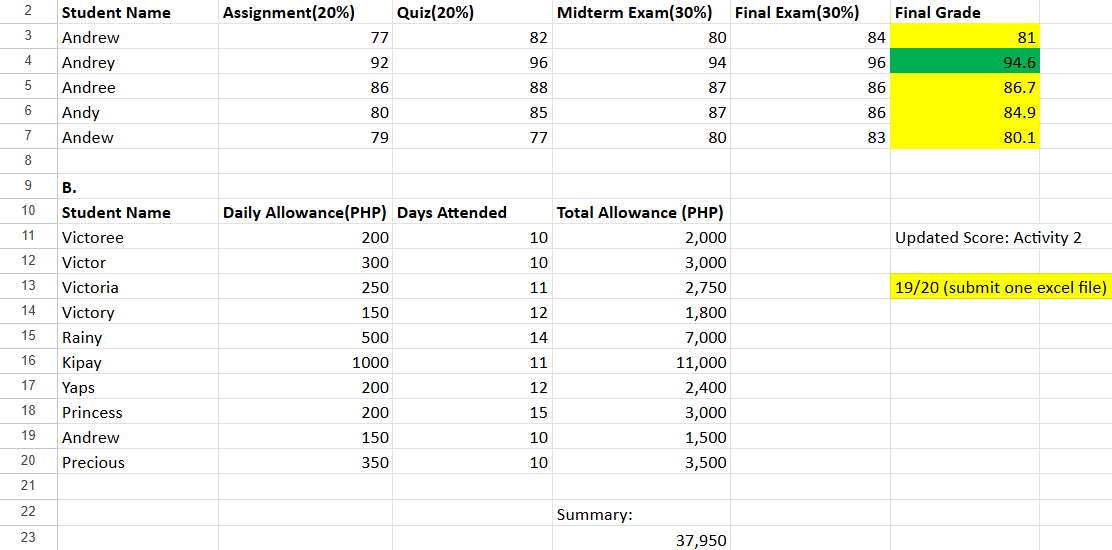 2 Student Name Assignment(20%) Quiz(20%) Midterm Exam(30%) Final Exam(30%) Final Grade
3 Andrew 77 82 80 84 81
4 Andrey 92 96 94 96 94.6
5 Andree 86 88 87 86 86.7
6 Andy 80 85 87 86 84.9
7 Andew 79 77 80 83 80.1
8
9 B.
10 Student Name Daily Allowance(PHP) Days Attended Total Allowance (PHP)
11 Victoree 200 10 2,000 Updated Score: Activity 2
12 Victor 300 10 3,000
13 Victoria 250 11 2,750 19/20 (submit one excel file)
14 Victory 150 12 1,800
15 Rainy 500 14 7,000
16 Kipay 1000 11 11,000
17 Yaps 200 12 2,400
18 Princess 200 15 3,000
19 Andrew 150 10 1,500
20 Precious 350 10 3,500
21
22 Summary:
23 37,950